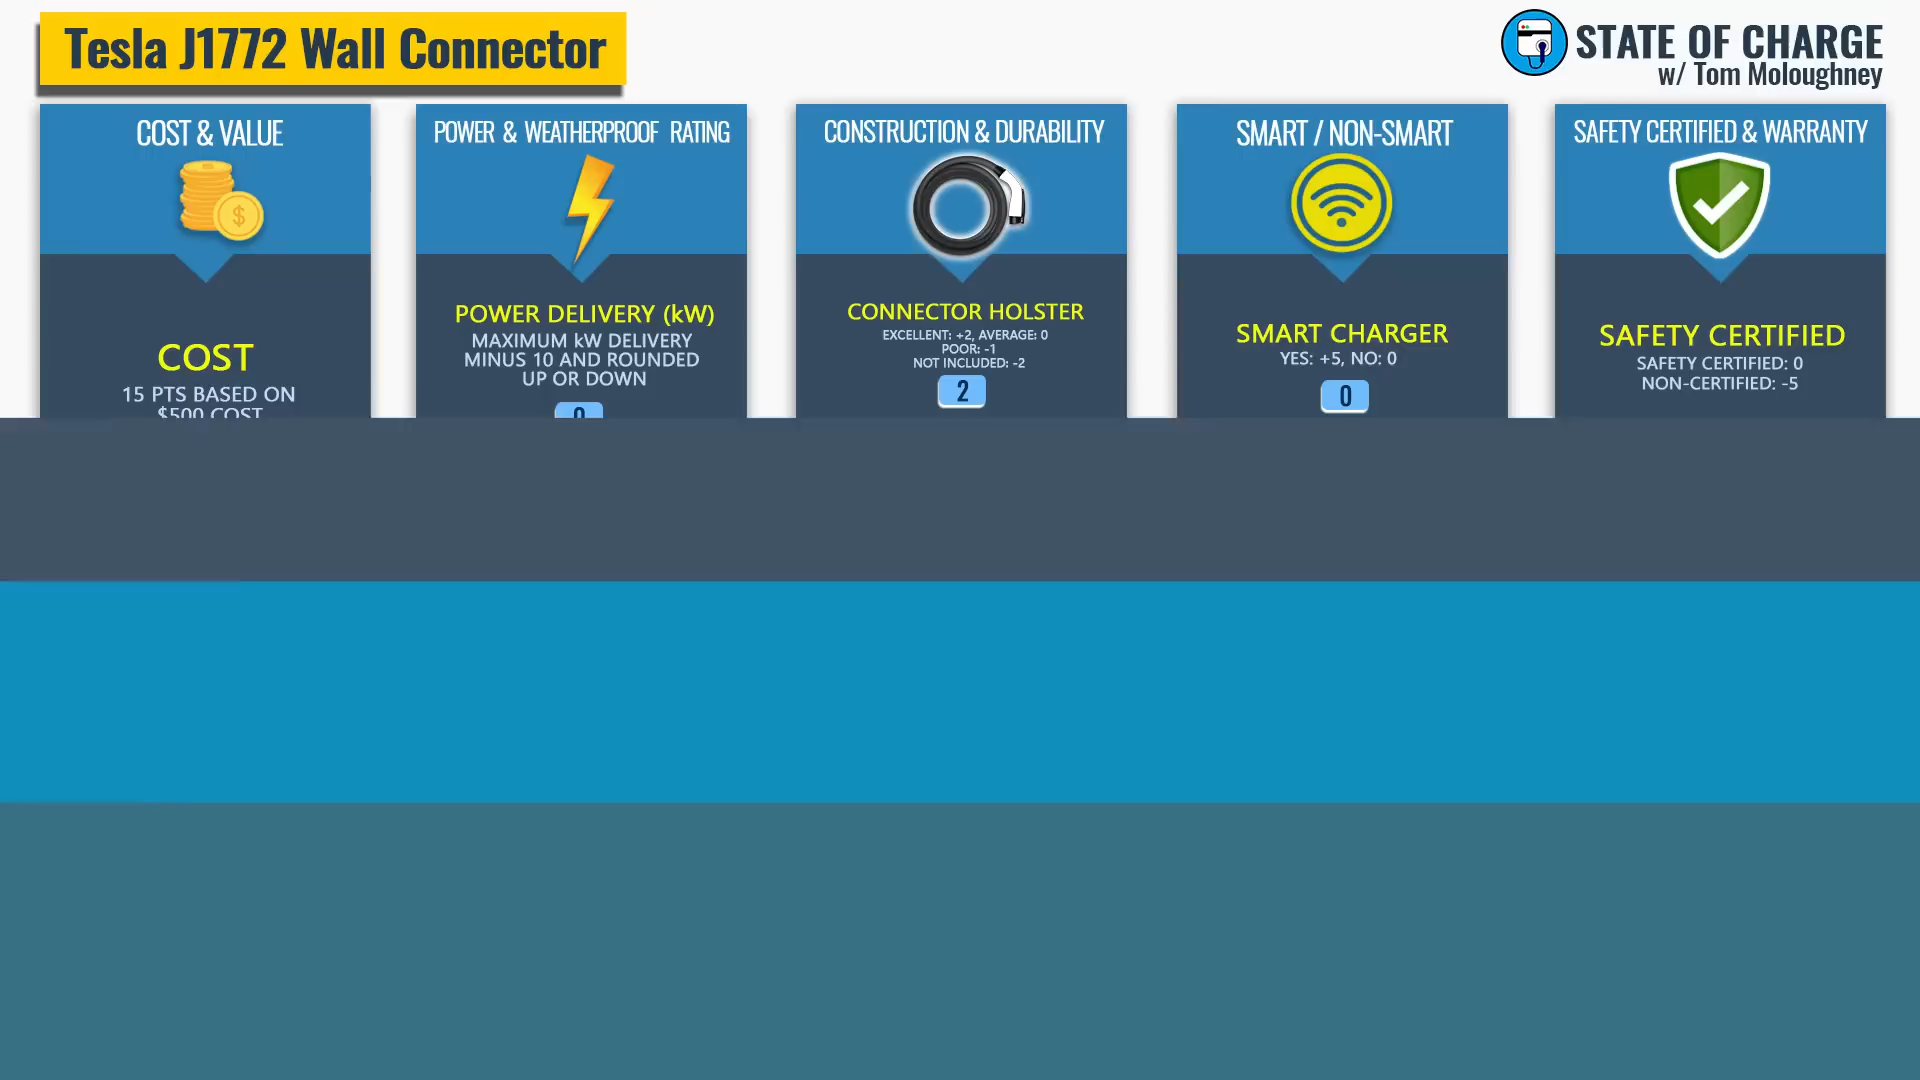 Tesla J1772 Wall Connector
STATE OF CHARGE
w/ Tom Moloughney
COST & VALUE
$
COST
15 PTS BASED ON
$500 COST
POWER & WEATHERPROOF RATING
POWER DELIVERY (kW)
MAXIMUM kW DELIVERY
MINUS 10 AND ROUNDED
UP OR DOWN
0
CONSTRUCTION & DURABILITY
CONNECTOR HOLSTER
EXCELLENT: +2, AVERAGE: 0
POOR: -1
NOT INCLUDED: -2
2
SMART / NON-SMART
SMART CHARGER
YES: +5, NO: 0
0
SAFETY CERTIFIED & WARRANTY
SAFETY CERTIFIED
SAFETY CERTIFIED: 0
NON-CERTIFIED: -5